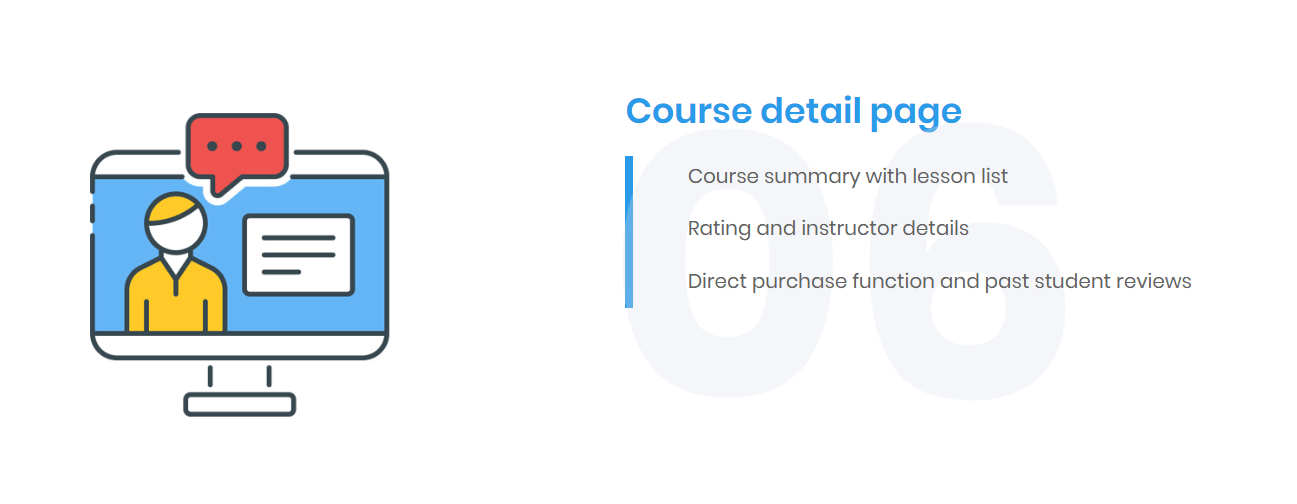 Course detail page
06
Course summary with lesson list
Rating and instructor details
Direct purchase function and past student reviews